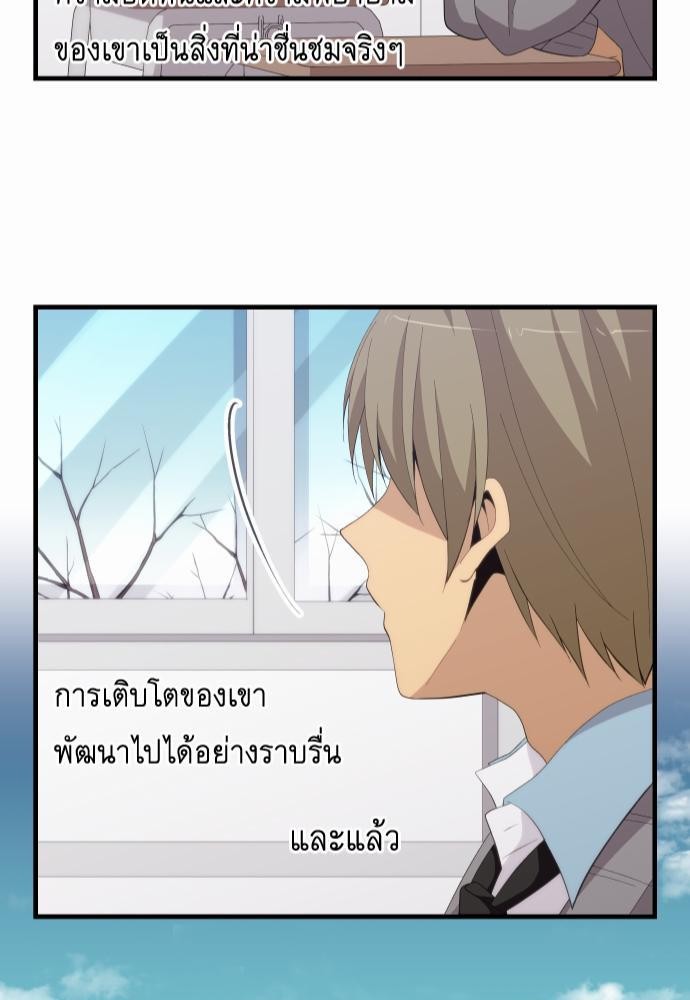 ของเขาเป็นสิ่งที่น่าชื่นชมจริงๆ
การเติบโตของเขา
พัฒนาไปได้อย่างราบรื่น
และแล้ว